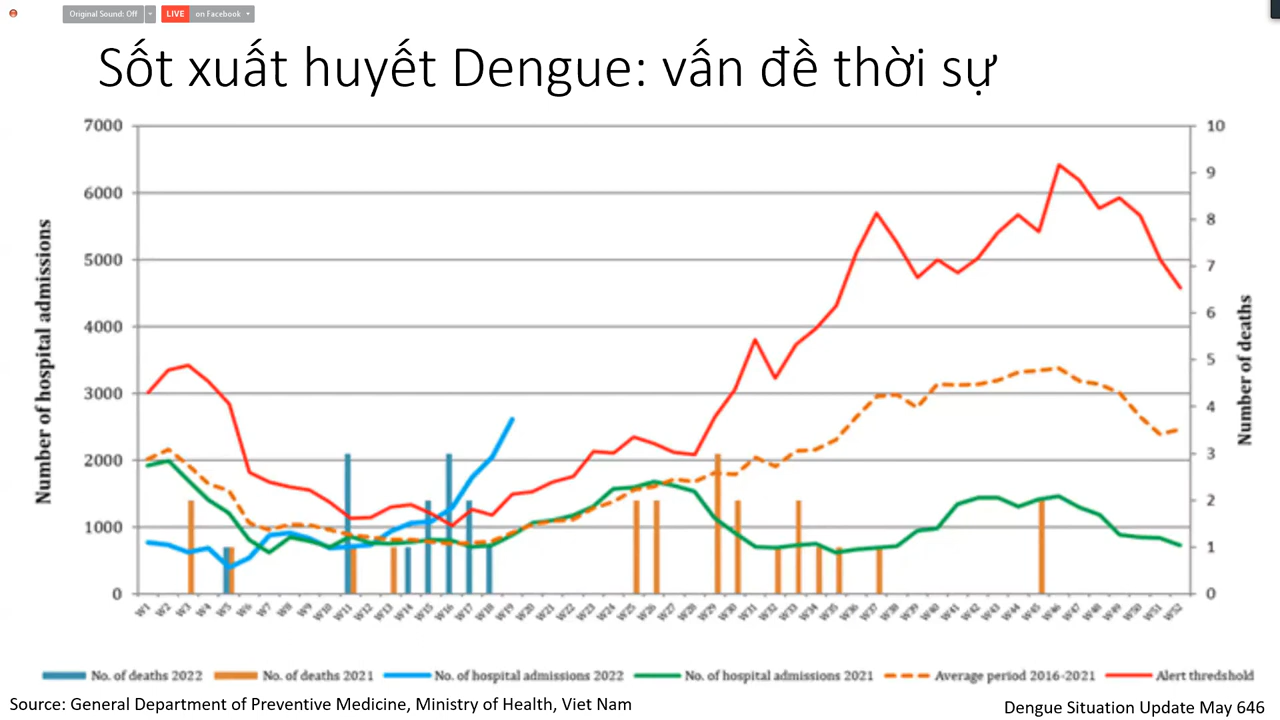 Original Sound: Off
LIVE on Facebook
Sốt xuất huyết Dengue: vấn đề thời sự
Number of hospital admissions
7000
6000
5000
4000
3000
2000
1000
0
10
9
8
7
6
5
4
3
2
1
0
Number of deaths
W1 W2 W3 W4 W5 W6 W7 W8 W9 W10 W11 W12 W13 W14 W15 W16 W17 W18 W19 W20 W21 W22 W23 W24 W25 W26 W27 W28 W29 W30 W31 W32 W33 W34 W35 W36 W37 W38 W39 W40 W41 W42 W43 W44 W45 W46 W47 W48 W49 W50 W51 W52
No. of deaths 2022 No. of deaths 2021 No. of hospital admissions 2022 No. of hospital admissions 2021 Average period 2016-2021 Alert thredshold
Source: General Department of Preventive Medicine, Ministry of Health, Viet Nam
Dengue Situation Update May 646